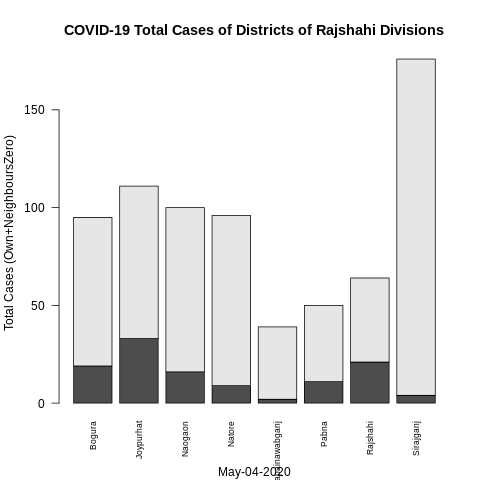 COVID-19 Total Cases of Districts of Rajshahi Divisions
Total Cases (Own+NeighboursZero)
150
100
50
0
Bogura
Joypurhat
Naogaon
Natore
Pabna
Rajshahi
Sirajganj
May-04-2020